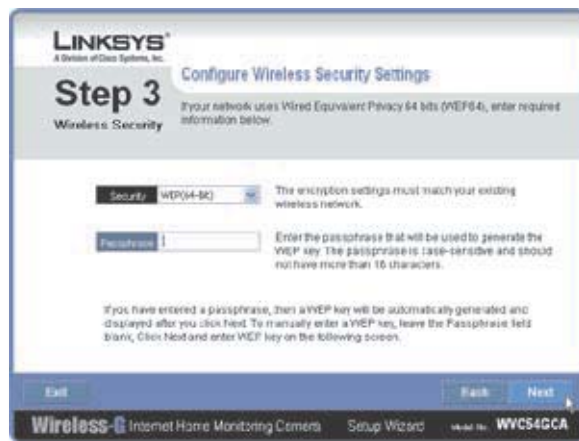 LINKSYS®
A Division of Cisco Systems, Inc.
Step 3
Wireless Security
Configure Wireless Security Settings
If your network uses Wired Equivalent Privacy 64 bits (WEP64), enter required
information below.
Security WEP(64-Bit)
The encryption settings must match your existing
wireless network.
Passphrase
Enter the passphrase that will be used to generate the
WEP key. The passphrase is case-sensitive and should
not have more than 16 characters.
If you have entered a passphrase, then a WEP key will be automatically generated and
displayed after you click Next. To manually enter a WEP key, leave the Passphrase field
blank, Click Next and enter WEP key on the following screen.
Exit
Back
Next
Wireless-G Internet Home Monitoring Camera Setup Wizard Model No. WVC54GCA